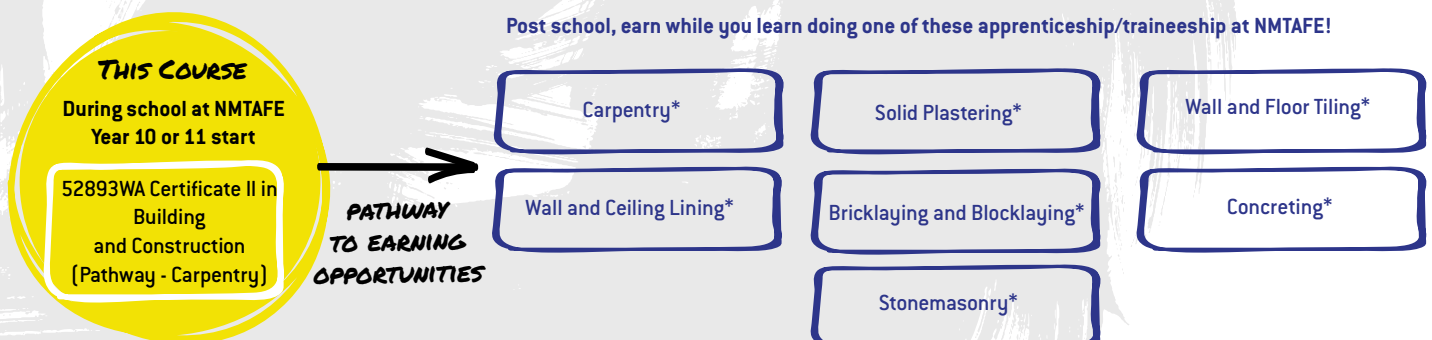 Post school, earn while you learn doing one of these apprenticeship/traineeship at NMTAFE!
THIS COURSE
During school at NMTAFE
Year 10 or 11 start
52893WA Certificate II in
Building
and Construction
(Pathway - Carpentry)
PATHWAY
TO EARNING
OPPORTUNITIES
Carpentry*
Solid Plastering*
Wall and Floor Tiling*
Wall and Ceiling Lining*
Bricklaying and Blocklaying*
Concreting*
Stonemasonry*